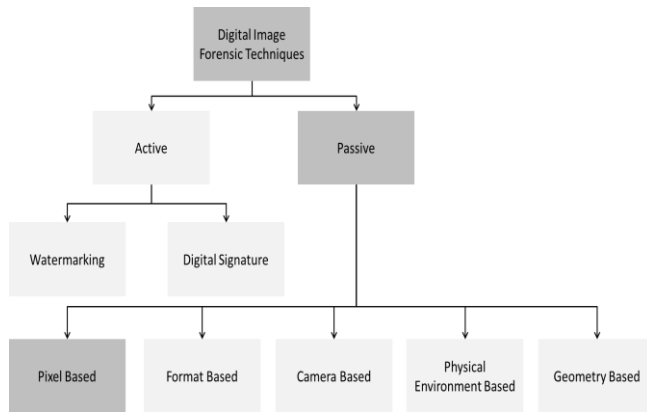 Digital Image
Forensic Techniques
Active
Passive
Watermarking
Digital Signature
Pixel Based
Format Based
Camera Based
Physical
Environment Based
Geometry Based